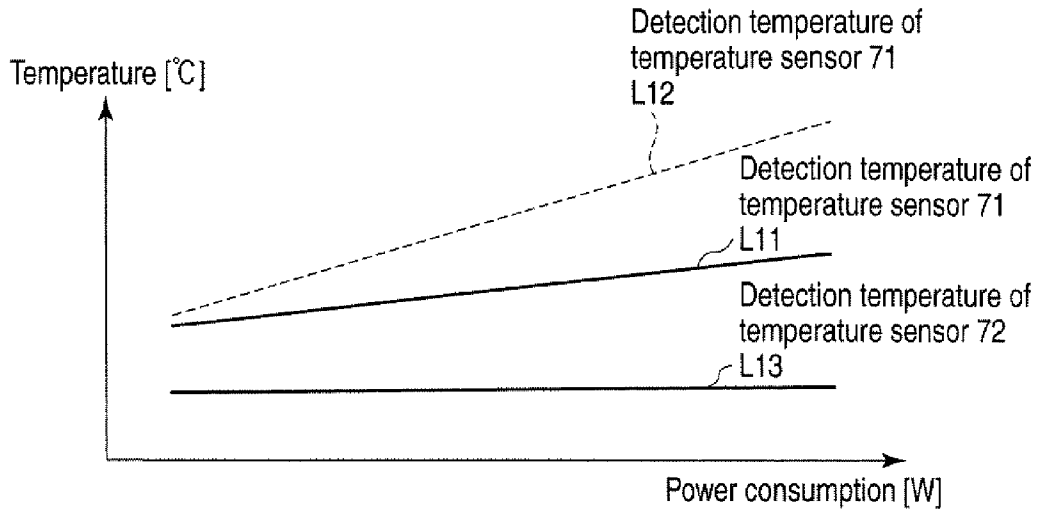 Detection temperature of
temperature sensor 71
L12
Temperature [°C]
Detection temperature of
temperature sensor 71
L11
Detection temperature of
temperature sensor 72
L13
Power consumption [W]